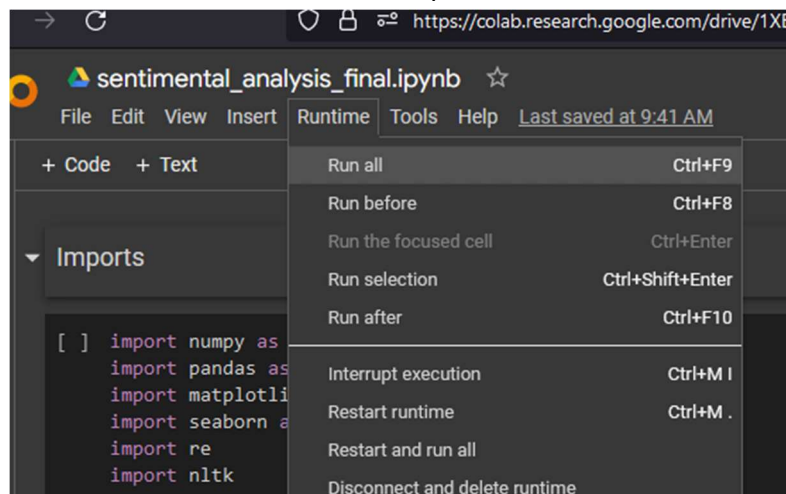 https://colab.research.google.com/drive/1XE
sentimental_analysis_final.ipynb
File Edit View Insert Runtime Tools Help Last saved at 9:41 AM
+ Code + Text
Run all Ctrl+F9
Run before Ctrl+F8
Run the focused cell Ctrl+Enter
Imports
Run selection Ctrl+Shift+Enter
Run after Ctrl+F10
[ ] import numpy as
import pandas as
import matplotli
import seaborn a
import re
import nltk
Interrupt execution Ctrl+M I
Restart runtime Ctrl+M .
Restart and run all
Disconnect and delete runtime